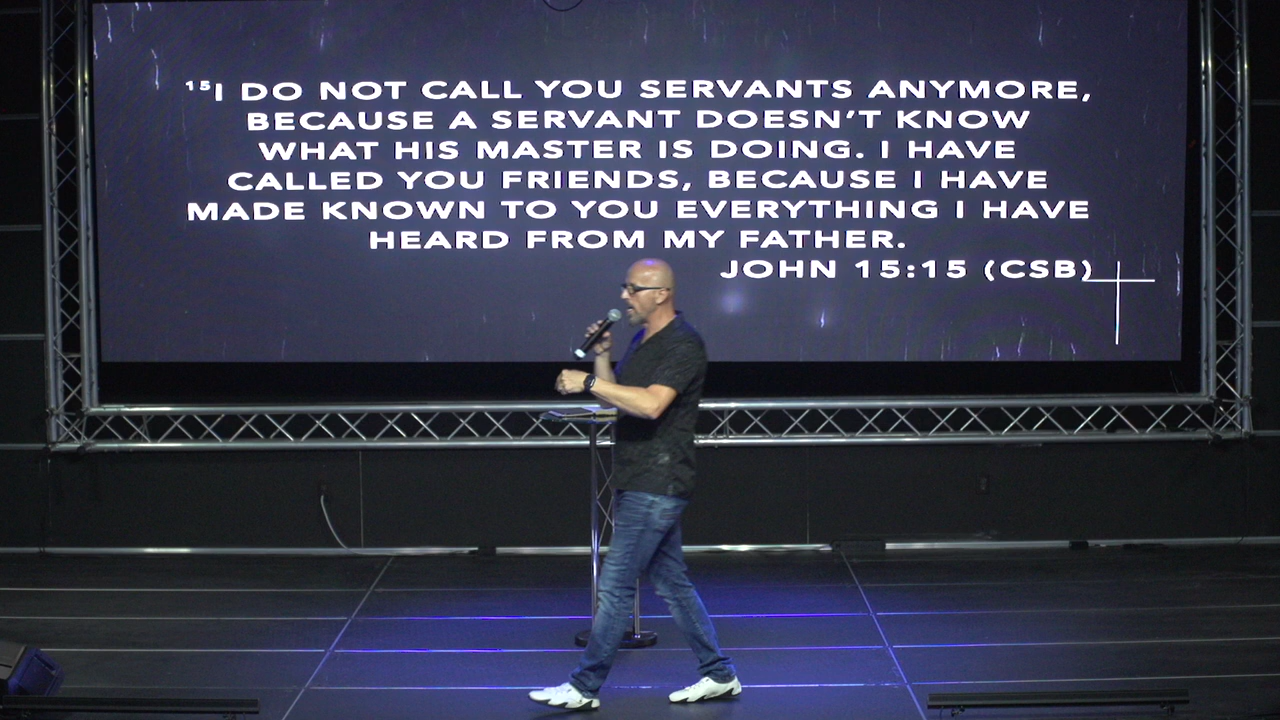 ¹⁵I DO NOT CALL YOU SERVANTS ANYMORE,
BECAUSE A SERVANT DOESN’T KNOW
WHAT HIS MASTER IS DOING. I HAVE
CALLED YOU FRIENDS, BECAUSE I HAVE
MADE KNOWN TO YOU EVERYTHING I HAVE
HEARD FROM MY FATHER.
JOHN 15:15 (CSB)